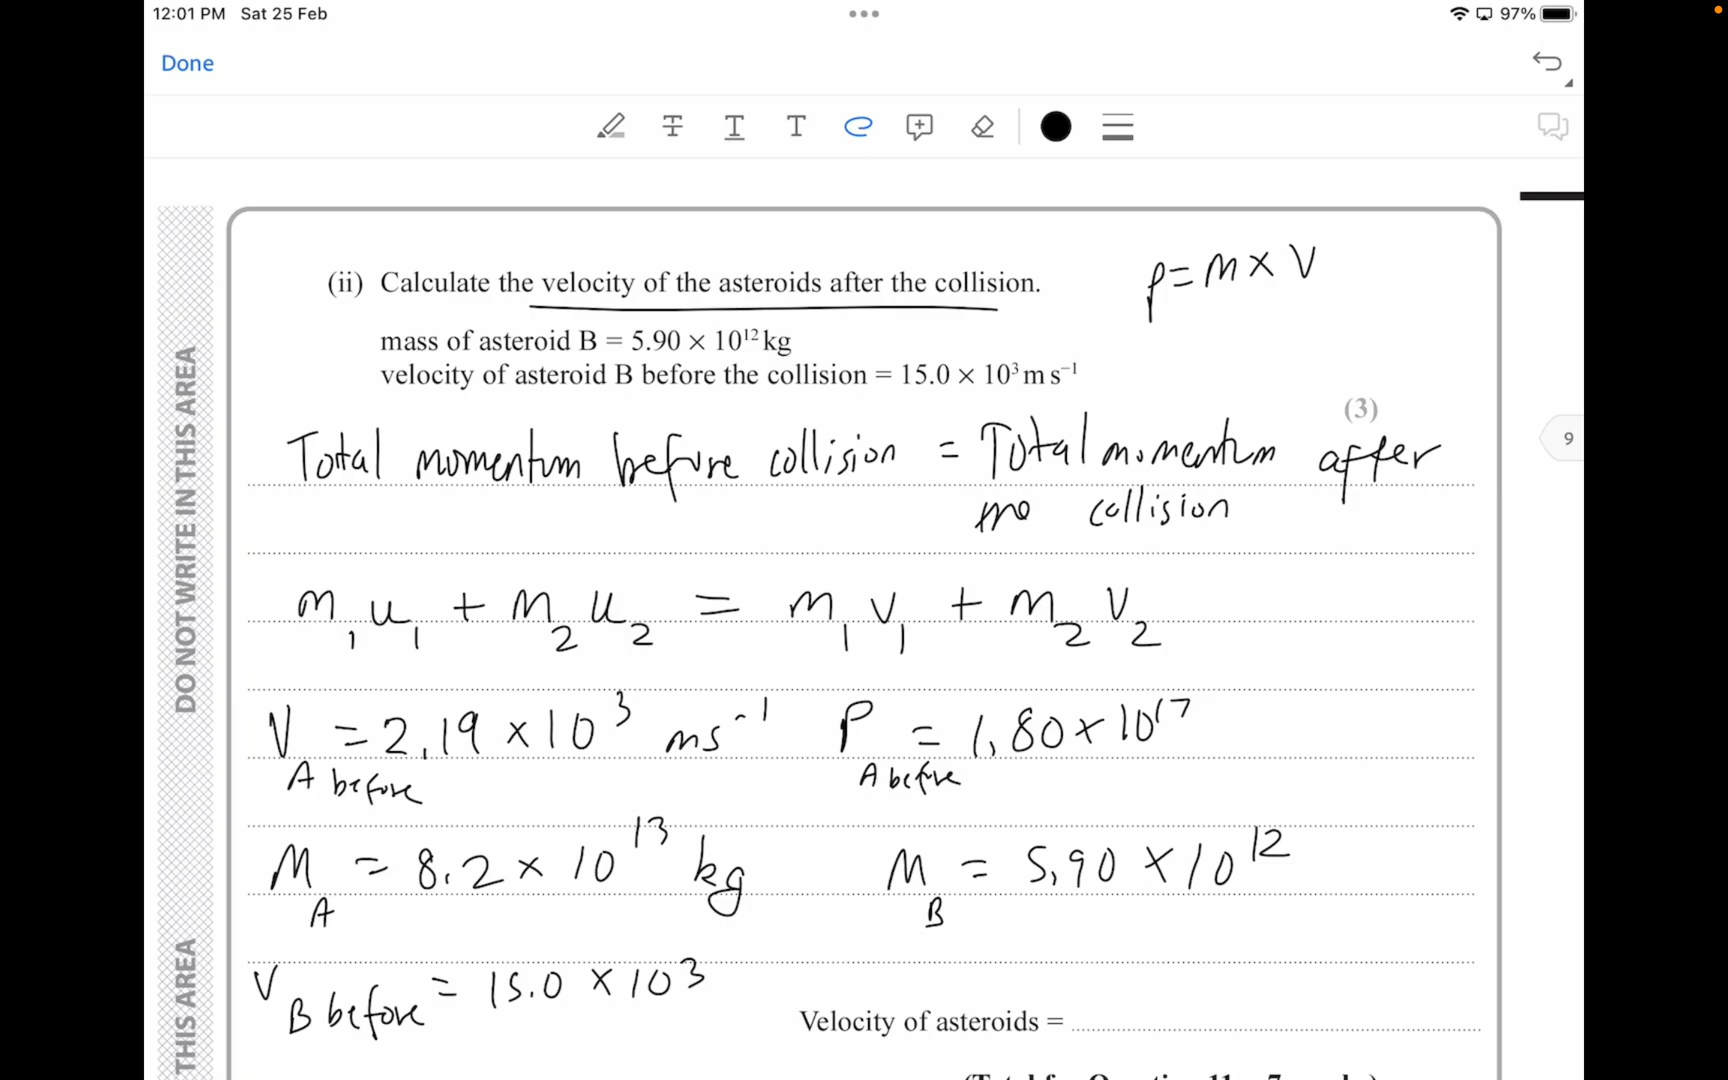 12:01 PM Sat 25 Feb
97%
Done
(ii) Calculate the velocity of the asteroids after the collision.
p = m × V
mass of asteroid B = 5.90 × 10¹² kg
velocity of asteroid B before the collision = 15.0 × 10³ m s⁻¹
(3)
9
Total momentum before collision = Total momentum after
the collision
m₁u₁ + m₂u₂ = m₁v₁ + m₂v₂
V A before = 2.19 × 10³ ms⁻¹ P A before = 1.80 × 10¹⁷
M A = 8.2 × 10¹³ kg M B = 5.90 × 10¹²
V B before = 15.0 × 10³
Velocity of asteroids =
DO NOT WRITE IN THIS AREA
THIS AREA